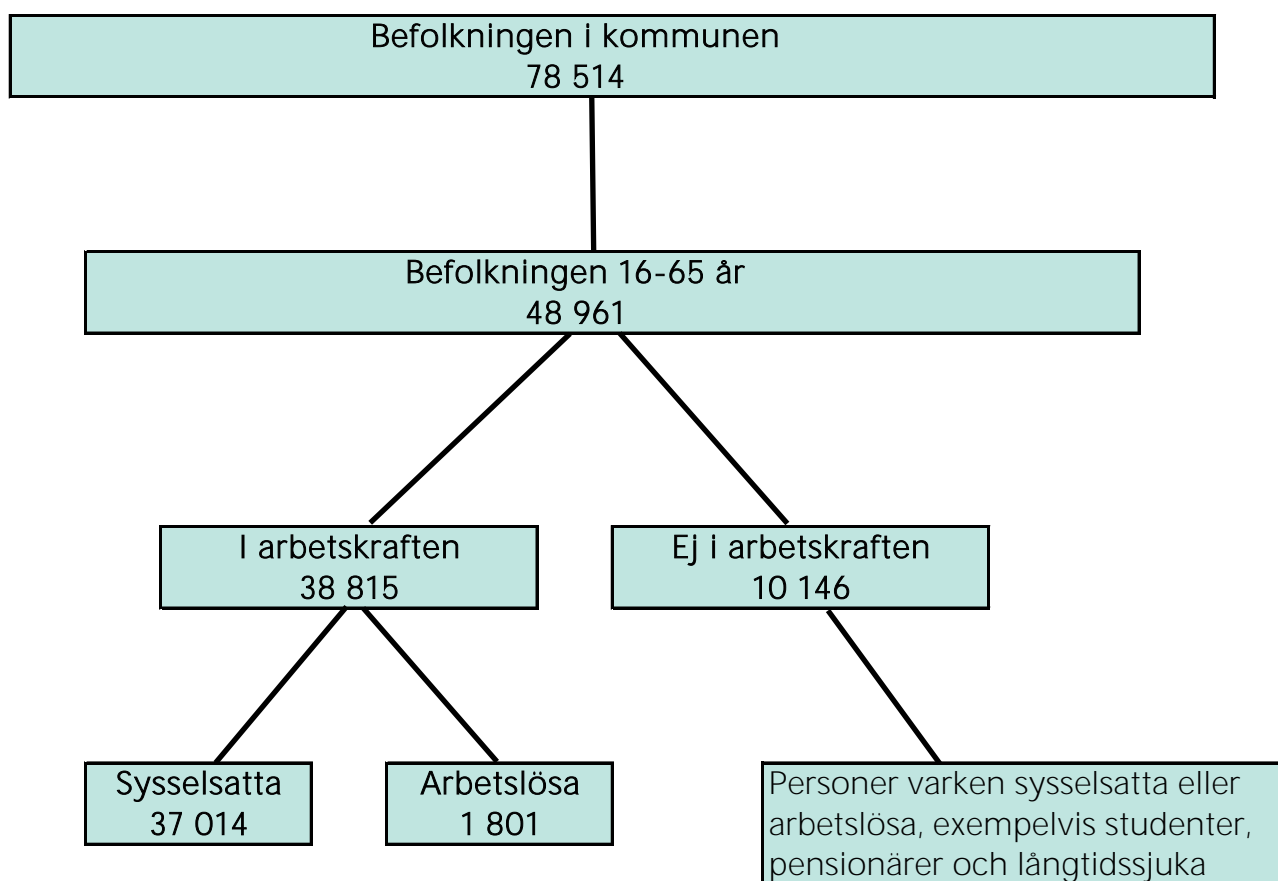 Befolkningen i kommunen
78 514
Befolkningen 16-65 år
48 961
I arbetskraften
38 815
Ej i arbetskraften
10 146
Sysselsatta
37 014
Arbetslösa
1 801
Personer varken sysselsatta eller
arbetslösa, exempelvis studenter,
pensionärer och långtidssjuka